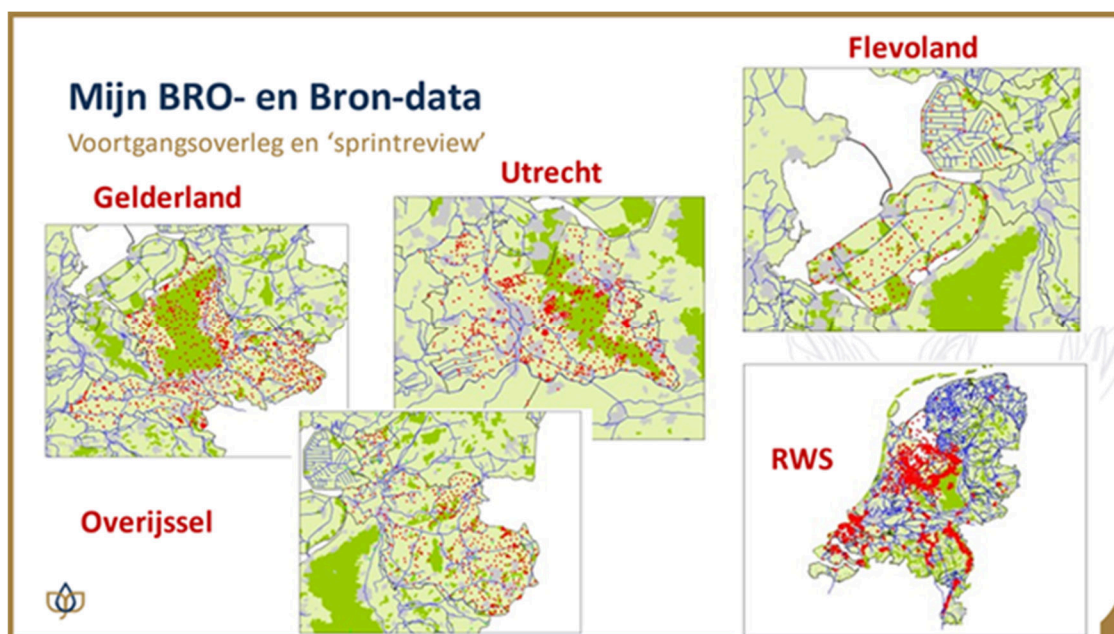 Mijn BRO- en Bron-data
Voortgangsoverleg en ‘sprintreview’
Flevoland
Utrecht
Gelderland
Overijssel
RWS